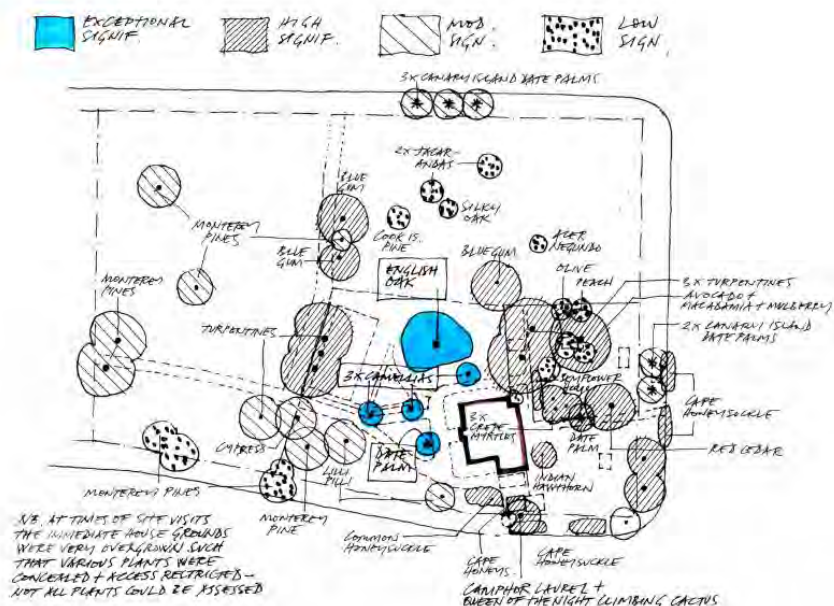 EXCEPTIONAL
SIGNIF.
HIGH
SIGNIF.
MOD.
SIGN.
LOW
SIGN.
3X CANARY ISLAND DATE PALMS
2X JACAR-
ANDAS
BLUE
GUM
SILKY
OAK
MONTEREY
PINES
COOK IS.
PINE
ACER
NEGUNDO
BLUE
GUM
ENGLISH
OAK
BLUE GUM
OLIVE
PEACH
3X TURPENTINES
AVOCADO +
MACADAMIA + MULBERRY
MONTEREY
PINES
2X CANARY ISLAND
DATE PALMS
TURPENTINES
3X CAMELLIAS
CAPE
HONEYSUCKLE
3X
CREPE
MYRTLES
DATE
PALM
RED CEDAR
CYPRESS
DATE
PALM
LILLI
PILLI
INDIAN
HAWTHORN
MONTEREY PINES
MONTEREY
PINE
COMMON
HONEYSUCKLE
CAPE
HONEYS.
CAPE
HONEYSUCKLE
CAMPHOR LAUREL +
QUEEN OF THE NIGHT CLIMBING CACTUS
N.B. AT TIMES OF SITE VISITS
THE IMMEDIATE HOUSE GROUNDS
WERE VERY OVERGROWN SUCH
THAT VARIOUS PLANTS WERE
CONCEALED + ACCESS RESTRICTED –
NOT ALL PLANTS COULD BE ASSESSED